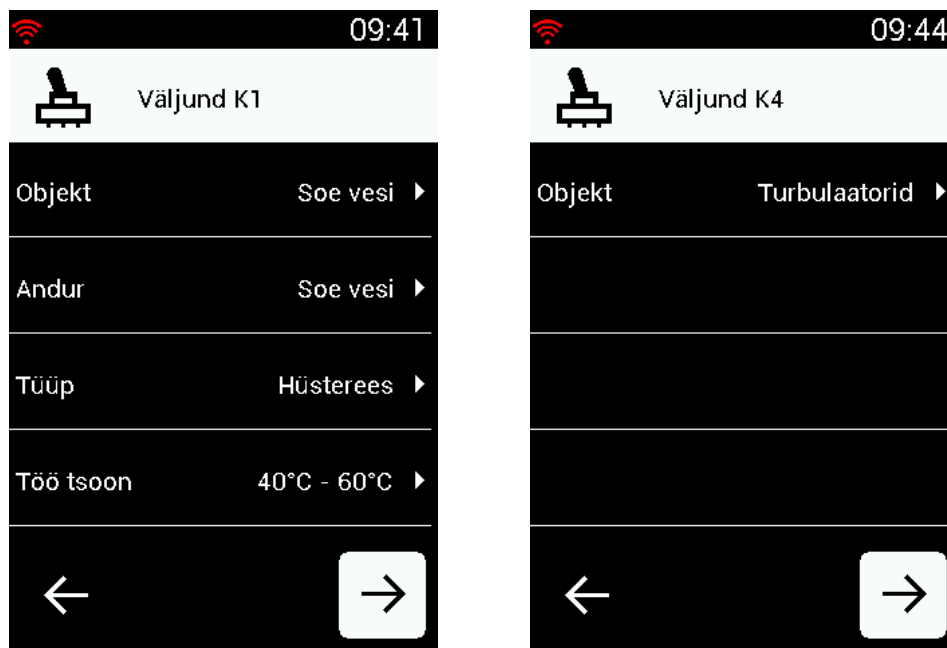 09:41
Väljund K1
Objekt Soe vesi
Andur Soe vesi
Tüüp Hüsterees
Töö tsoon 40°C - 60°C
09:44
Väljund K4
Objekt Turbulaatorid